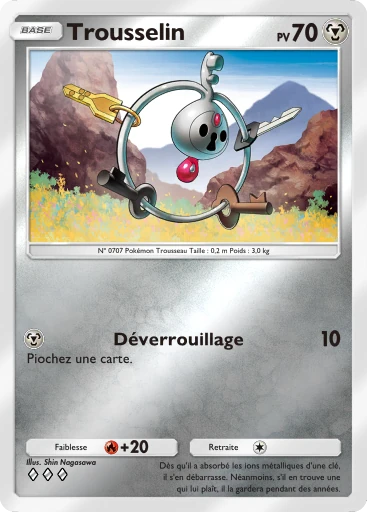 BASE
Trousselin
PV 70
N° 0707 Pokémon Trousseau Taille : 0,2 m Poids : 3,0 kg
Déverrouillage 10
Piochez une carte.
Faiblesse +20 Retraite
Illus. Shin Nagasawa
Dès qu'il a absorbé les ions métalliques d'une clé,
il s'en débarrasse. Néanmoins, s'il en trouve une
qui lui plaît, il la gardera pendant des années.